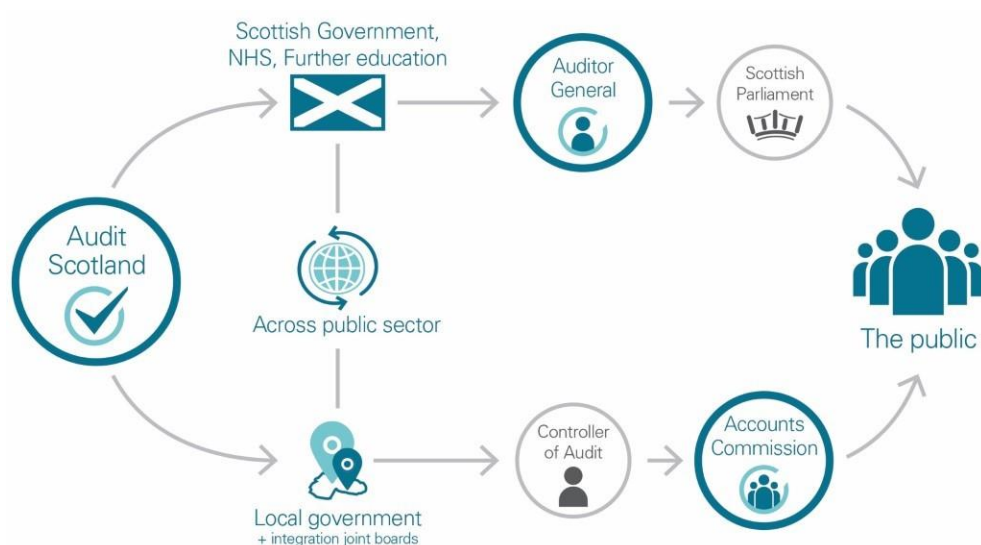 Scottish Government,
NHS, Further education
Auditor
General
Scottish
Parliament
Audit
Scotland
Across public sector
The public
Controller
of Audit
Accounts
Commission
Local government
+ integration joint boards